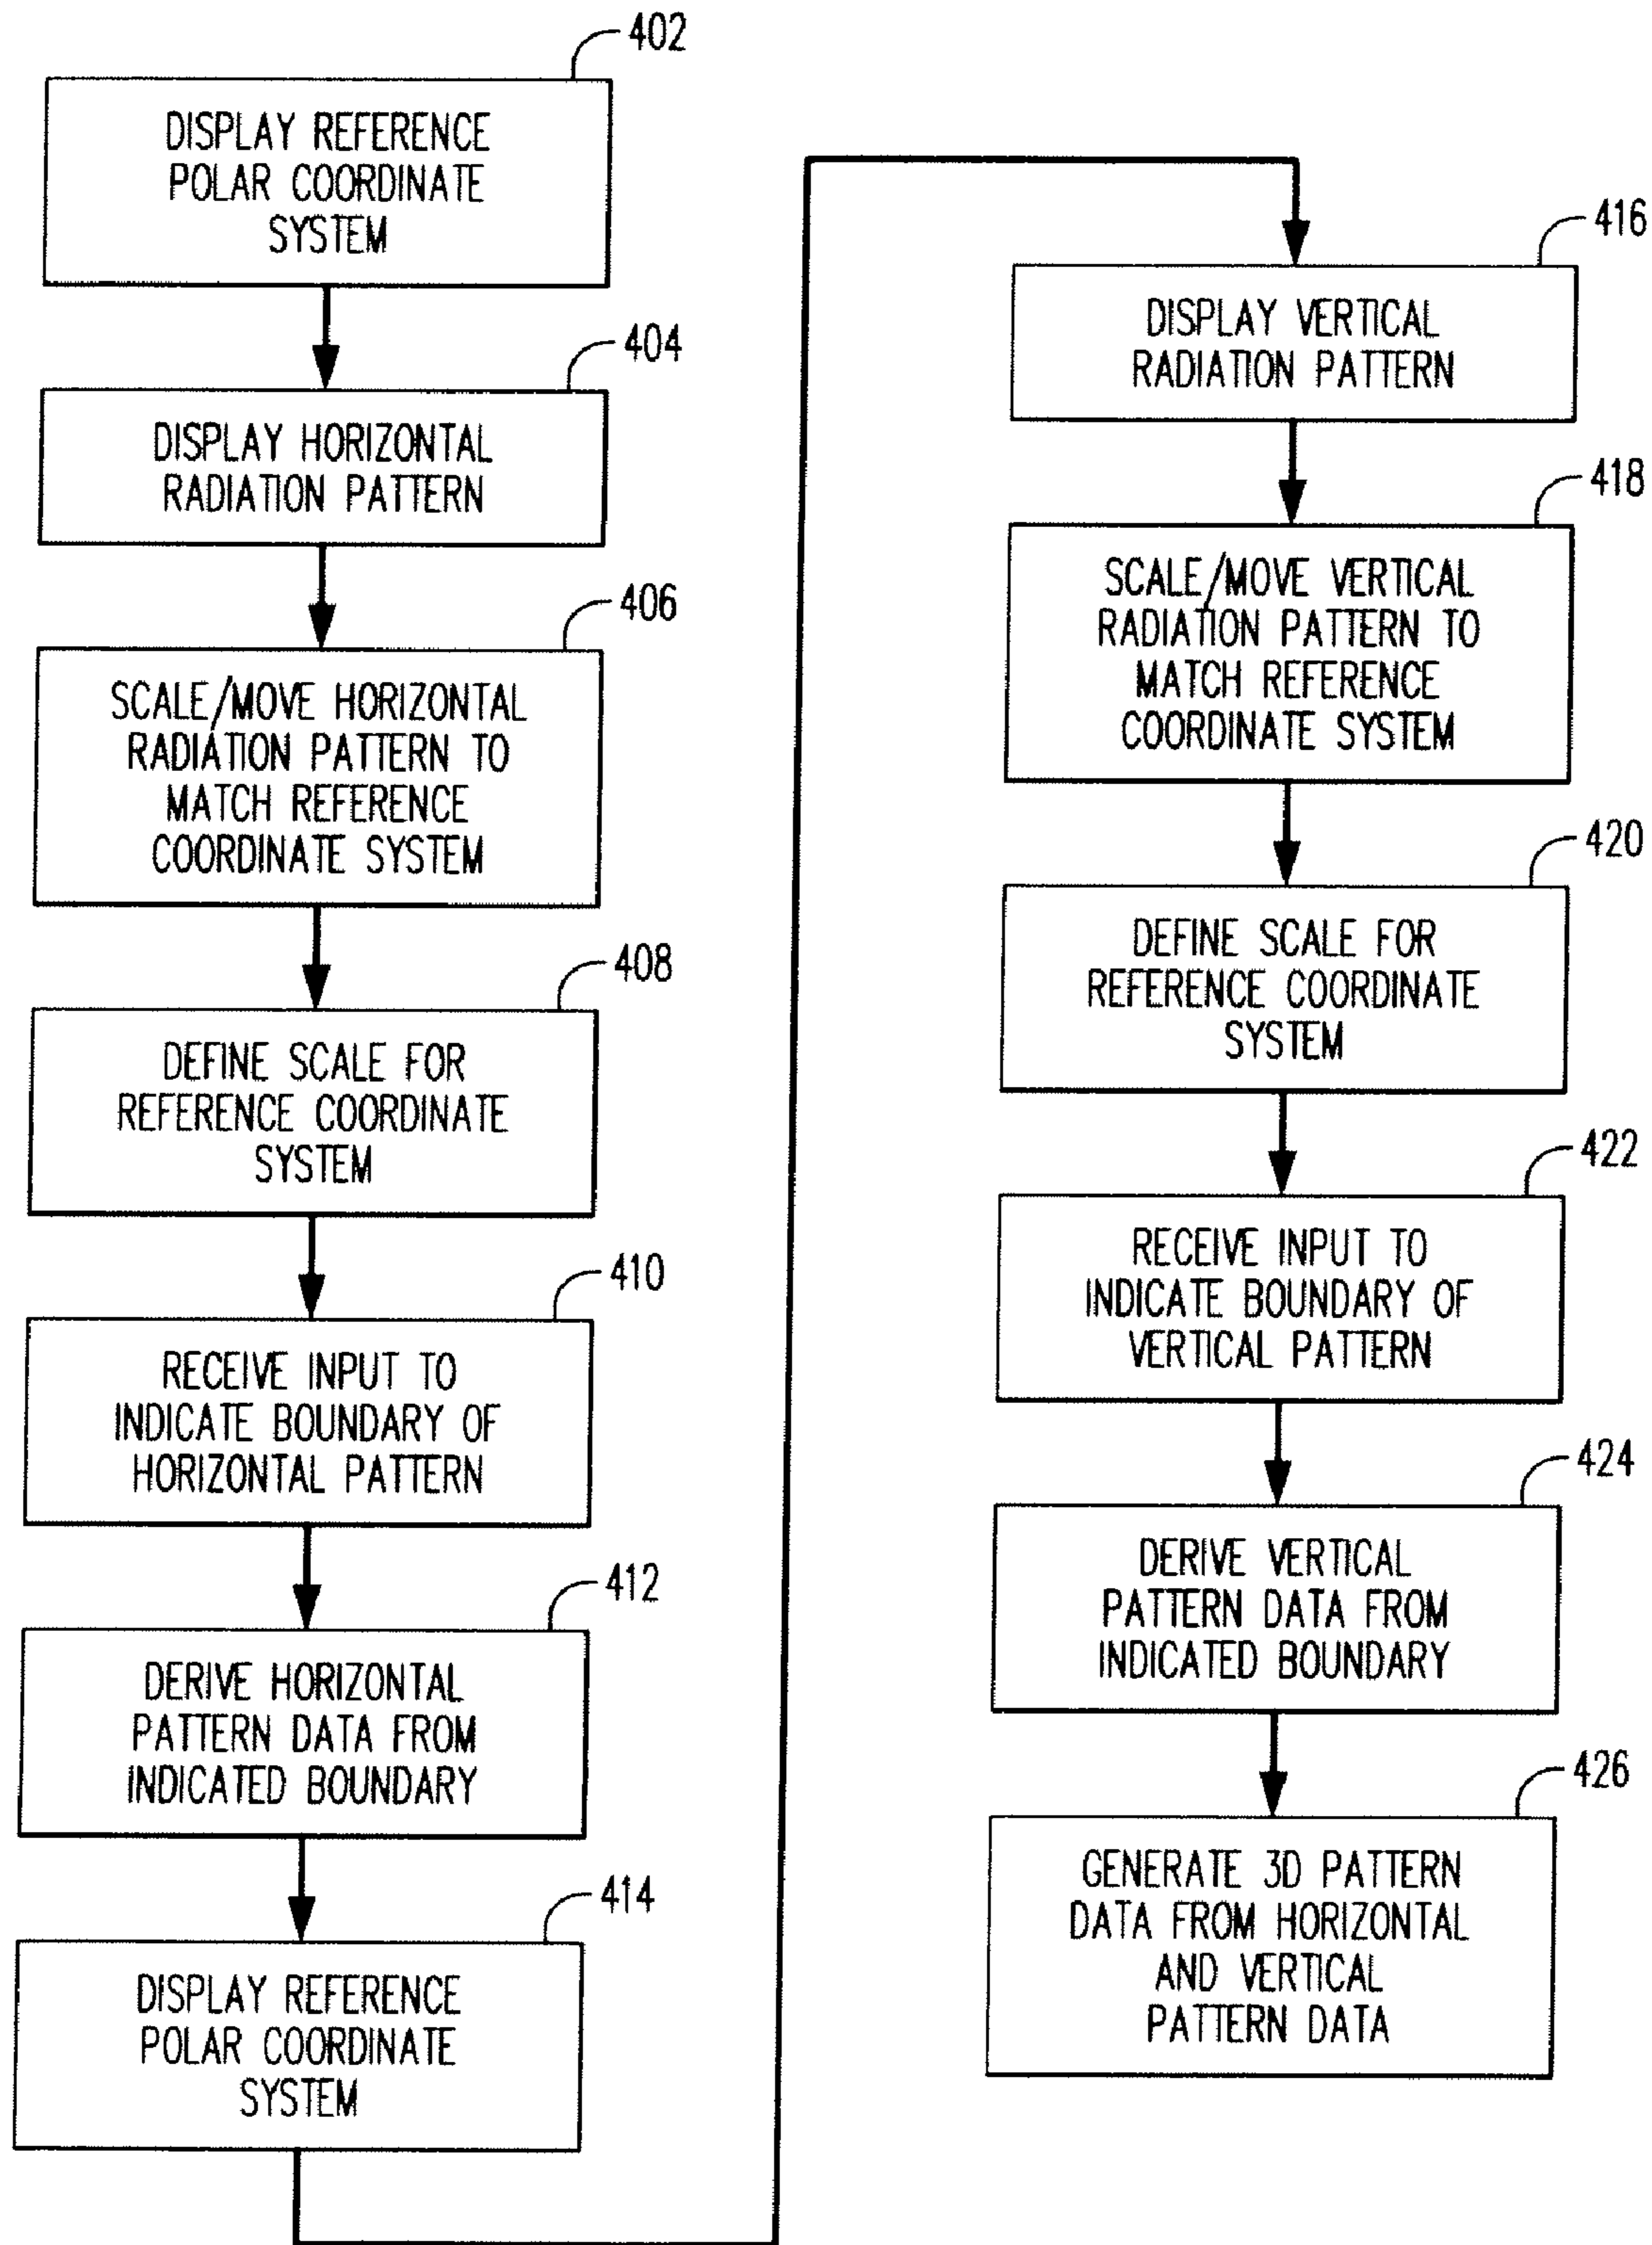 402
DISPLAY REFERENCE
POLAR COORDINATE
SYSTEM
404
DISPLAY HORIZONTAL
RADIATION PATTERN
406
SCALE/MOVE HORIZONTAL
RADIATION PATTERN TO
MATCH REFERENCE
COORDINATE SYSTEM
408
DEFINE SCALE FOR
REFERENCE COORDINATE
SYSTEM
410
RECEIVE INPUT TO
INDICATE BOUNDARY OF
HORIZONTAL PATTERN
412
DERIVE HORIZONTAL
PATTERN DATA FROM
INDICATED BOUNDARY
414
DISPLAY REFERENCE
POLAR COORDINATE
SYSTEM
416
DISPLAY VERTICAL
RADIATION PATTERN
418
SCALE/MOVE VERTICAL
RADIATION PATTERN TO
MATCH REFERENCE
COORDINATE SYSTEM
420
DEFINE SCALE FOR
REFERENCE COORDINATE
SYSTEM
422
RECEIVE INPUT TO
INDICATE BOUNDARY OF
VERTICAL PATTERN
424
DERIVE VERTICAL
PATTERN DATA FROM
INDICATED BOUNDARY
426
GENERATE 3D PATTERN
DATA FROM HORIZONTAL
AND VERTICAL
PATTERN DATA